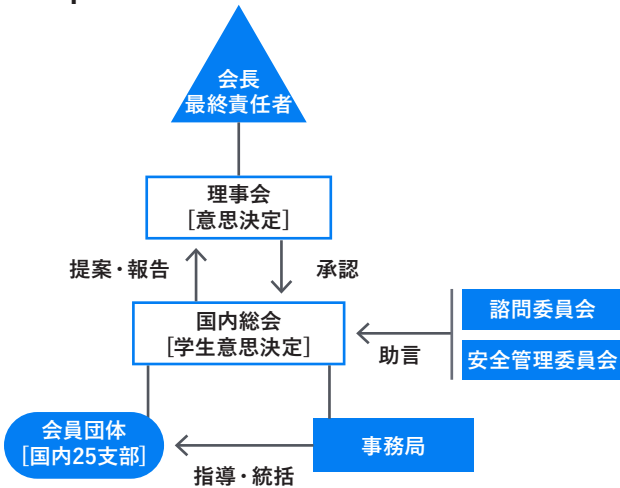 会長
最終責任者
理事会
[意思決定]
提案・報告
承認
国内総会
[学生意思決定]
諮問委員会
助言
安全管理委員会
会員団体
[国内25支部]
事務局
指導・統括